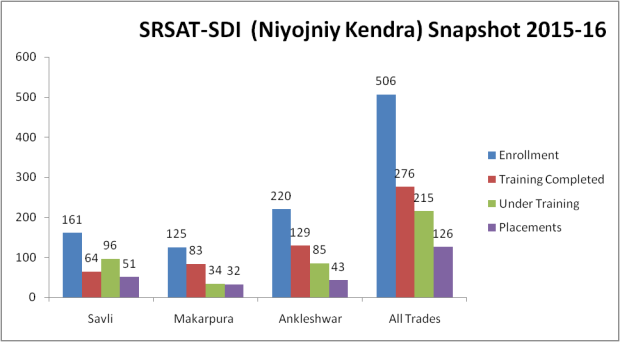 SRSAT-SDI (Niyojniy Kendra) Snapshot 2015-16
600
500
400
300
200
100
0
161
64
96
51
125
83
34
32
220
129
85
43
506
276
215
126
Savli
Makarpura
Ankleshwar
All Trades
Enrollment
Training Completed
Under Training
Placements